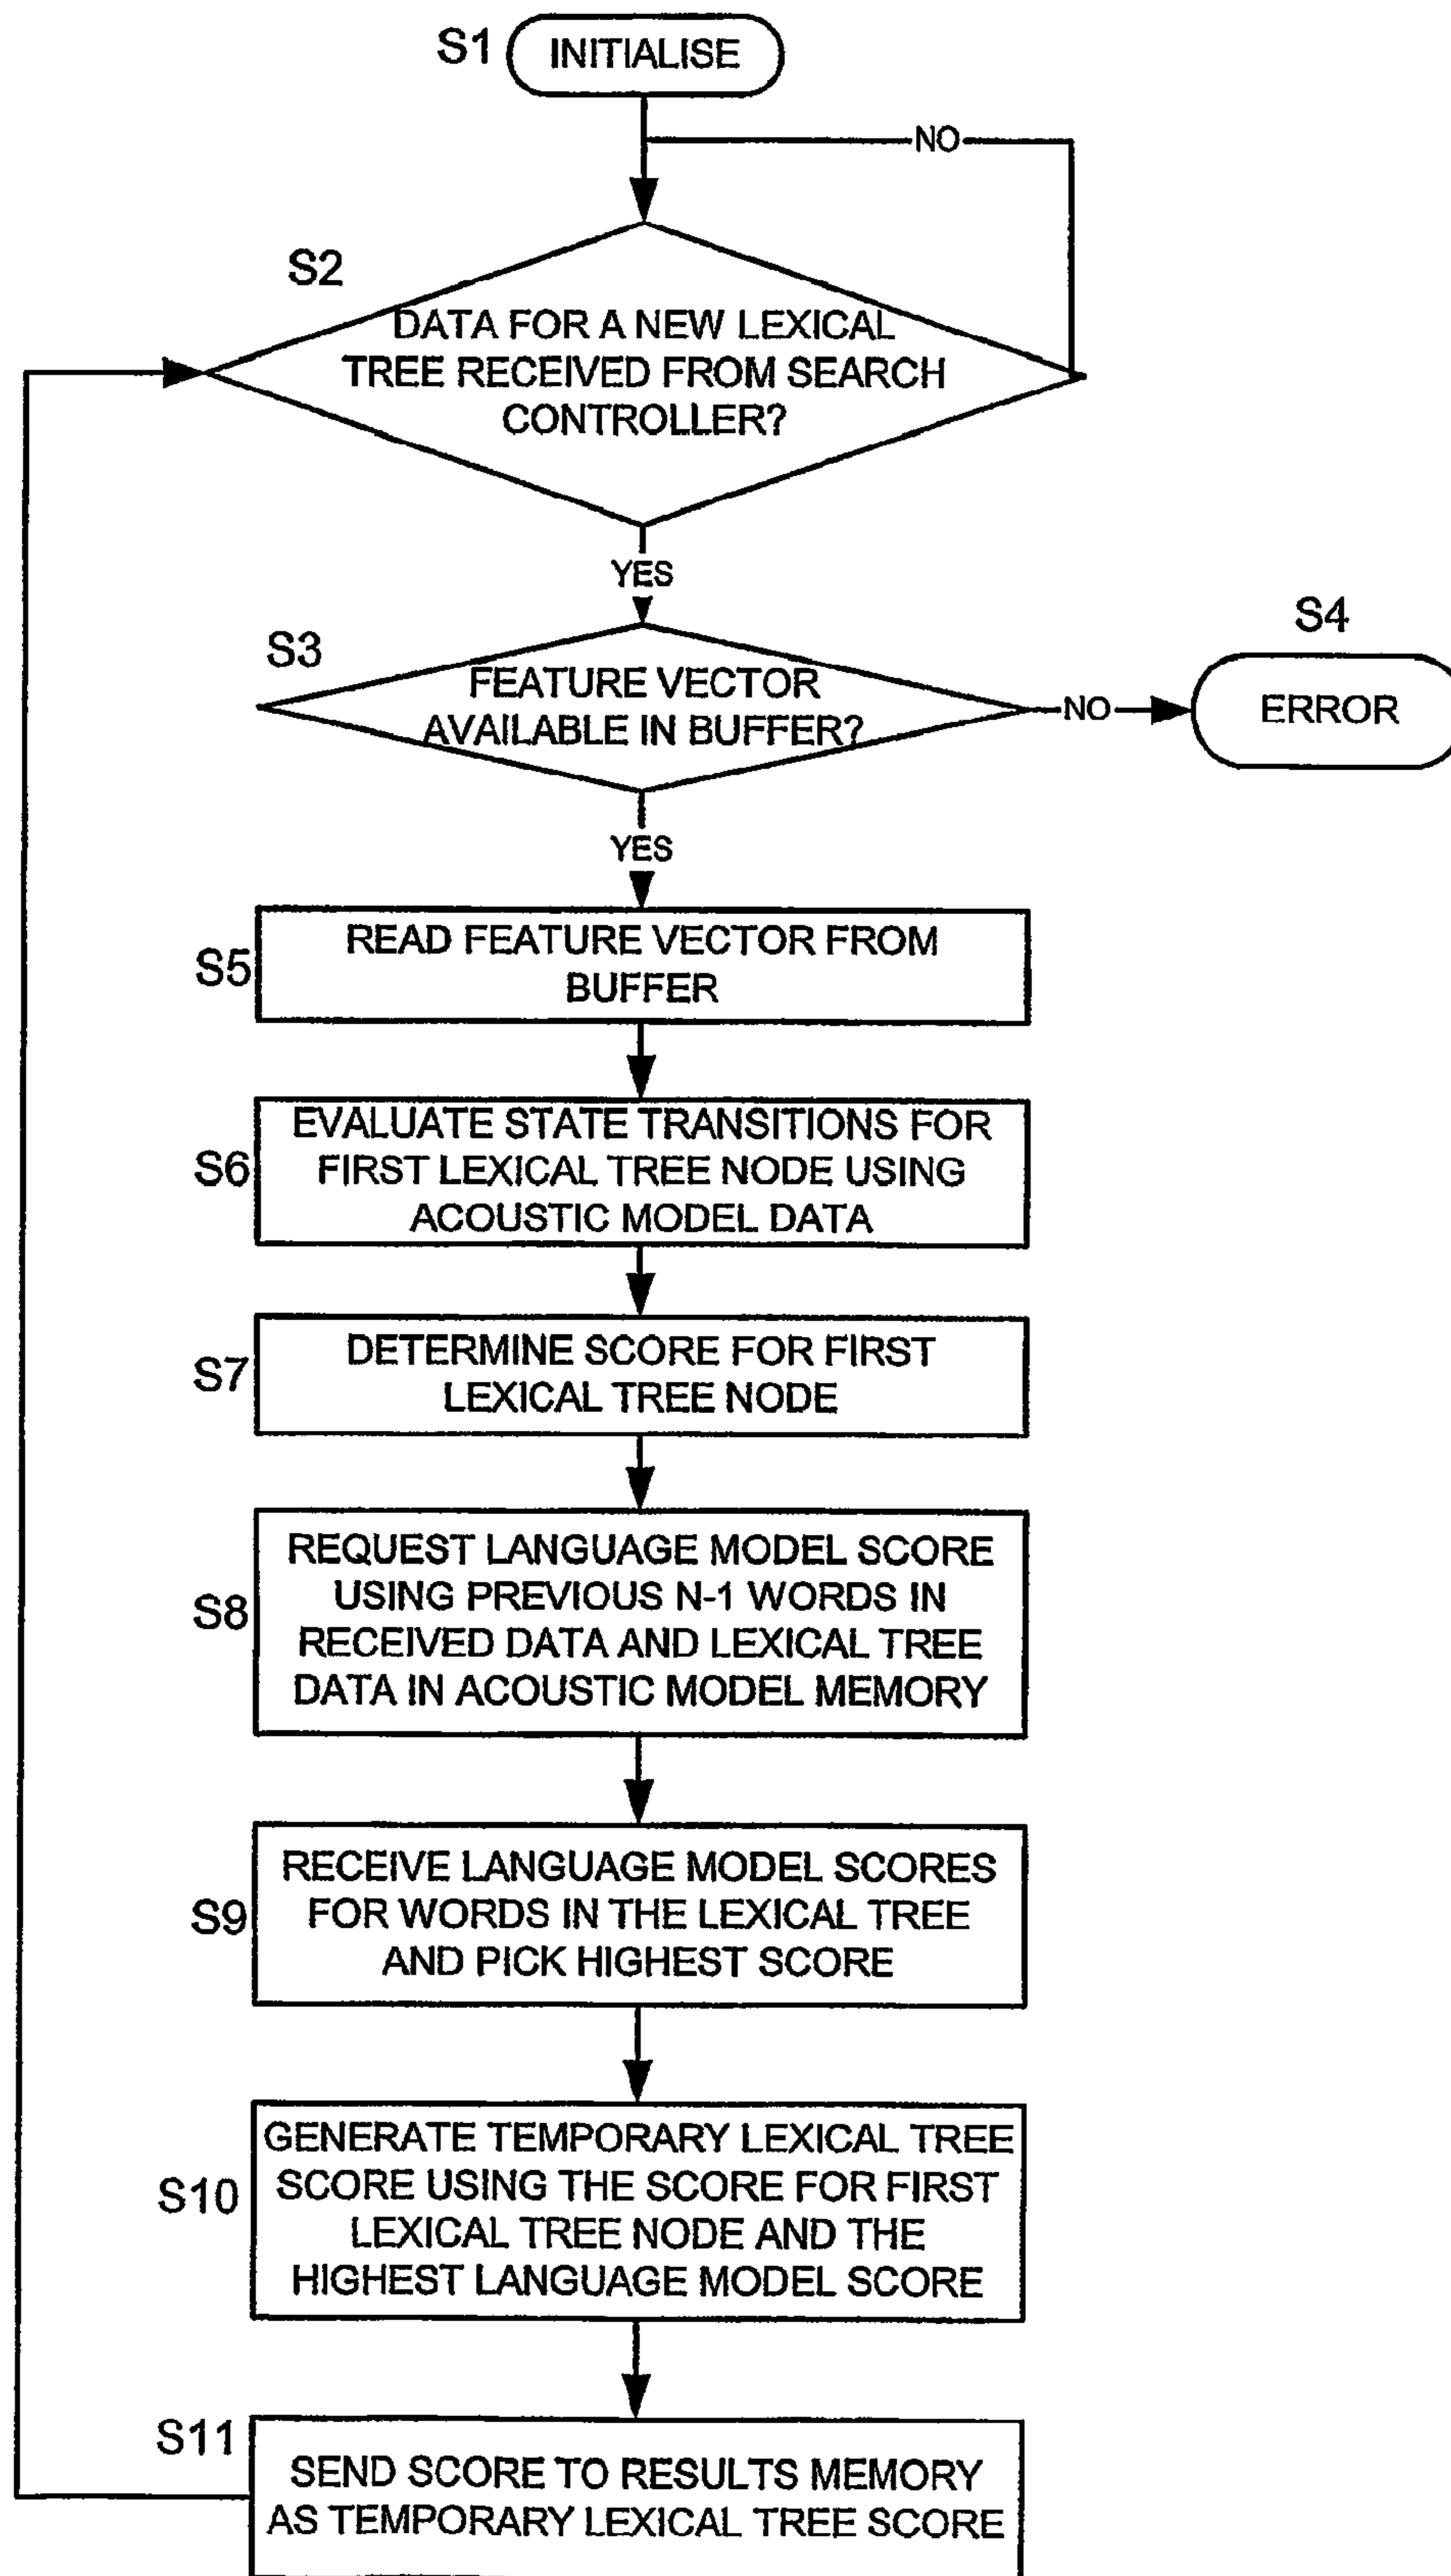 S1
INITIALISE
NO
S2
DATA FOR A NEW LEXICAL
TREE RECEIVED FROM SEARCH
CONTROLLER?
YES
S3
FEATURE VECTOR
AVAILABLE IN BUFFER?
NO
S4
ERROR
YES
S5
READ FEATURE VECTOR FROM
BUFFER
S6
EVALUATE STATE TRANSITIONS FOR
FIRST LEXICAL TREE NODE USING
ACOUSTIC MODEL DATA
S7
DETERMINE SCORE FOR FIRST
LEXICAL TREE NODE
S8
REQUEST LANGUAGE MODEL SCORE
USING PREVIOUS N-1 WORDS IN
RECEIVED DATA AND LEXICAL TREE
DATA IN ACOUSTIC MODEL MEMORY
S9
RECEIVE LANGUAGE MODEL SCORES
FOR WORDS IN THE LEXICAL TREE
AND PICK HIGHEST SCORE
S10
GENERATE TEMPORARY LEXICAL TREE
SCORE USING THE SCORE FOR FIRST
LEXICAL TREE NODE AND THE
HIGHEST LANGUAGE MODEL SCORE
S11
SEND SCORE TO RESULTS MEMORY
AS TEMPORARY LEXICAL TREE SCORE